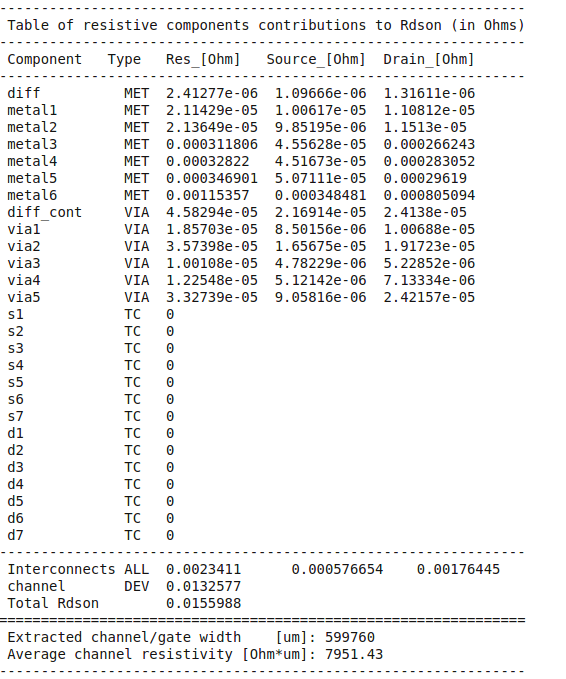 -----------------------------------------------------------------
Table of resistive components contributions to Rdson (in Ohms)
-----------------------------------------------------------------
Component   Type   Res_[Ohm]   Source_[Ohm]  Drain_[Ohm]
-----------------------------------------------------------------
diff          MET  2.41277e-06  1.09666e-06  1.31611e-06
metal1        MET  2.11429e-05  1.00617e-05  1.10812e-05
metal2        MET  2.13649e-05  9.85195e-06  1.1513e-05
metal3        MET  0.000311806  4.55628e-05  0.000266243
metal4        MET  0.00032822   4.51673e-05  0.000283052
metal5        MET  0.000346901  5.07111e-05  0.00029619
metal6        MET  0.00115357   0.000348481  0.000805094
diff_cont     VIA  4.58294e-05  2.16914e-05  2.4138e-05
via1          VIA  1.85703e-05  8.50156e-06  1.00688e-05
via2          VIA  3.57398e-05  1.65675e-05  1.91723e-05
via3          VIA  1.00108e-05  4.78229e-06  5.22852e-06
via4          VIA  1.22548e-05  5.12142e-06  7.13334e-06
via5          VIA  3.32739e-05  9.05816e-06  2.42157e-05
s1            TC   0
s2            TC   0
s3            TC   0
s4            TC   0
s5            TC   0
s6            TC   0
s7            TC   0
d1            TC   0
d2            TC   0
d3            TC   0
d4            TC   0
d5            TC   0
d6            TC   0
d7            TC   0
-----------------------------------------------------------------
Interconnects ALL  0.0023411      0.000576654    0.00176445
channel       DEV  0.0132577
Total Rdson        0.0155988
=================================================================
Extracted channel/gate width    [um]: 599760
Average channel resistivity [Ohm*um]: 7951.43
-----------------------------------------------------------------